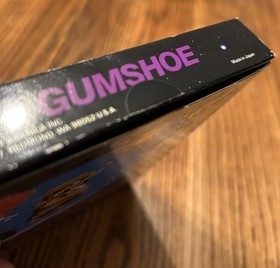 GUMSHOE
Made in Japan
REDMOND, WA 98052 U.S.A.